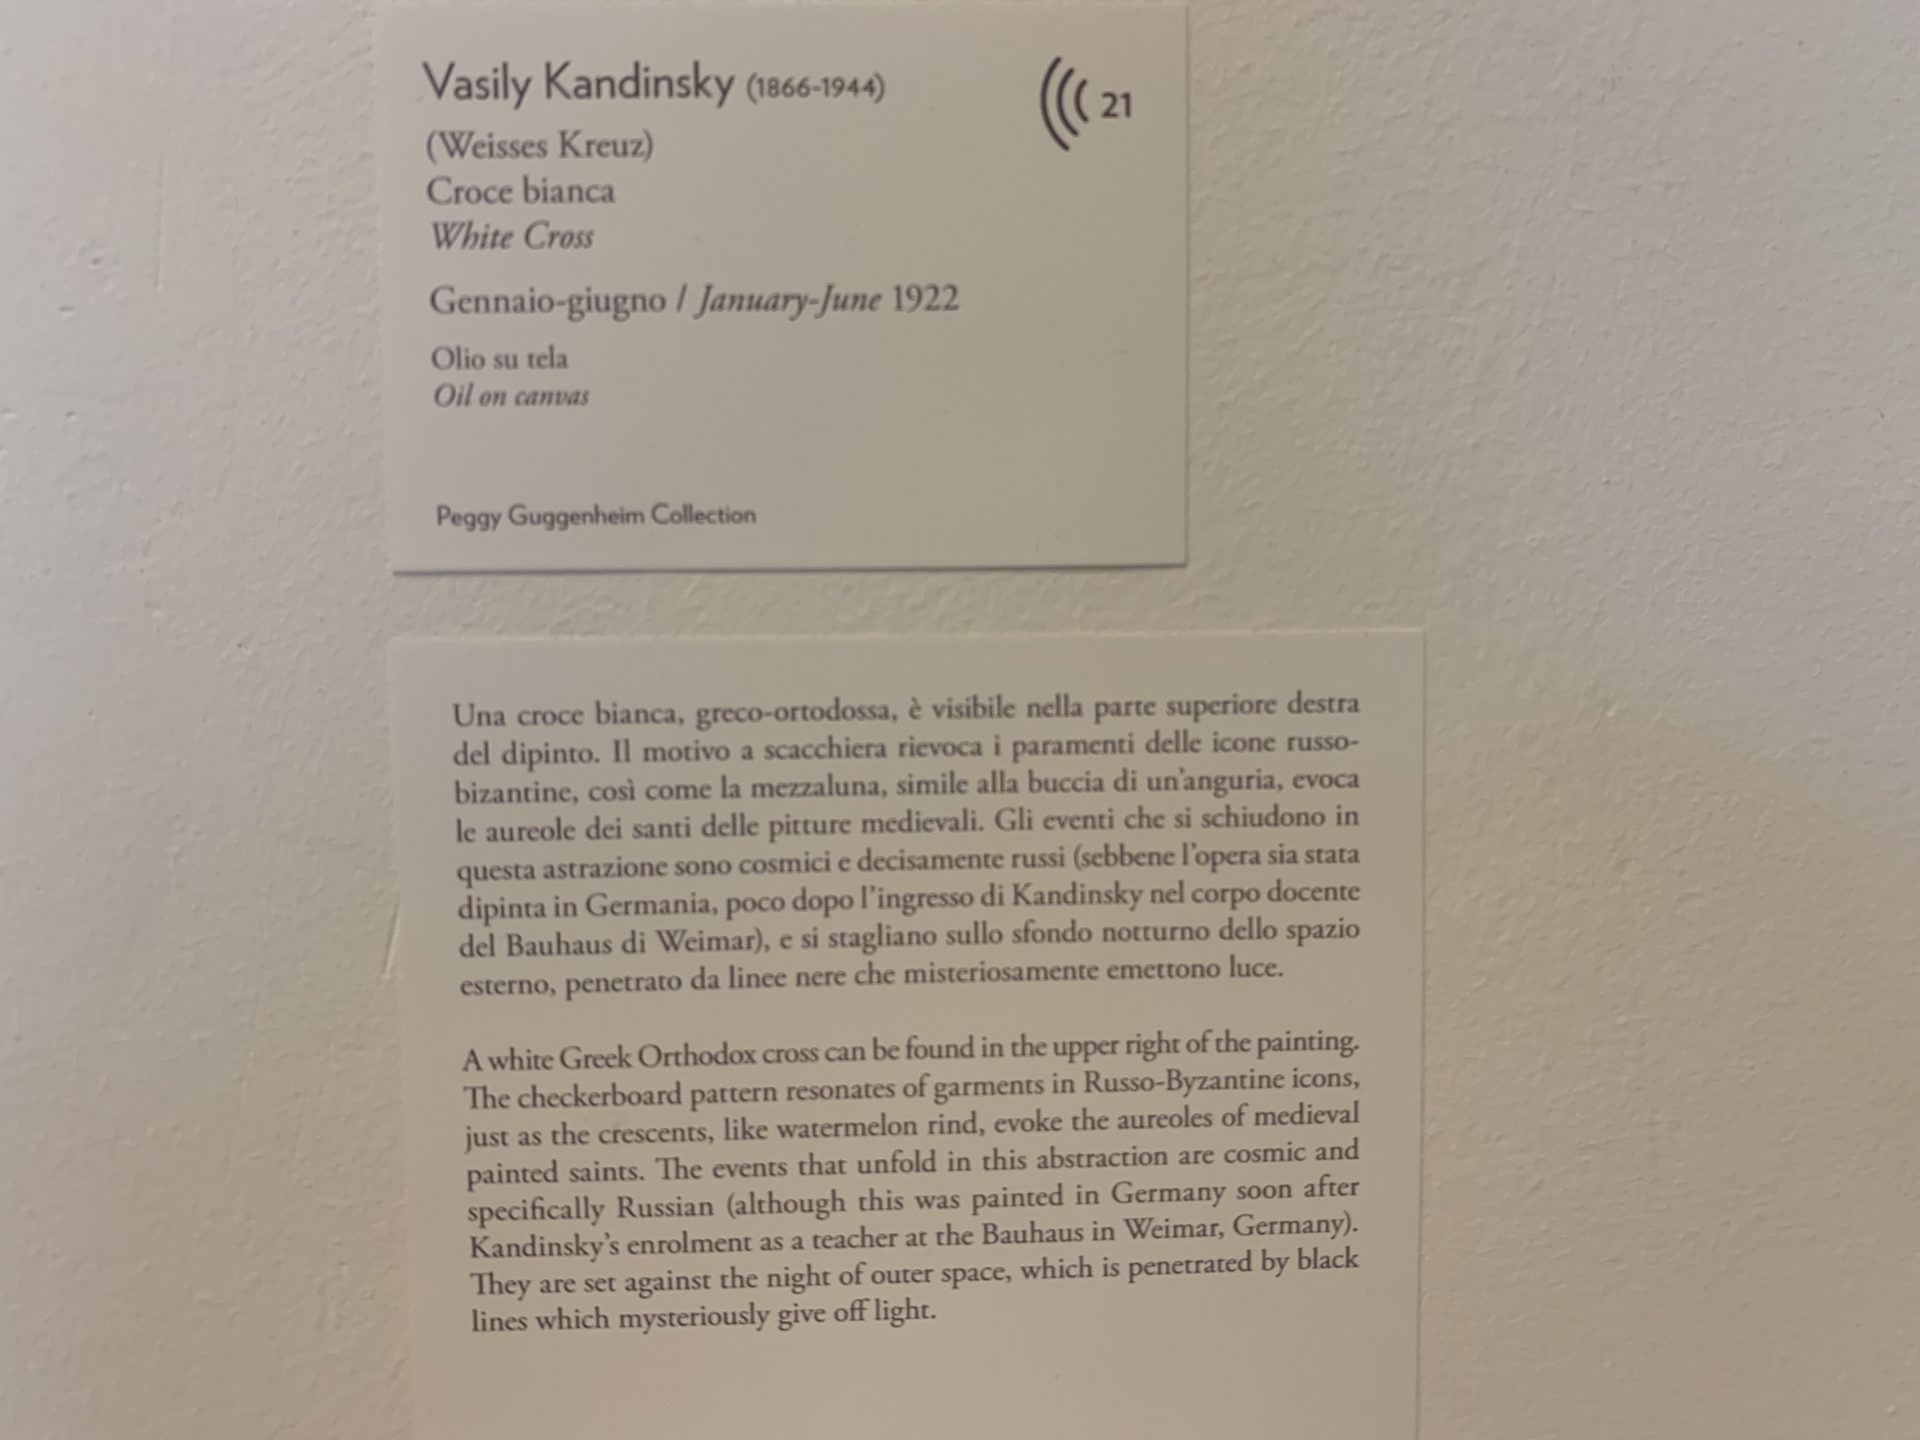 Vasily Kandinsky (1866-1944)
21
(Weisses Kreuz)
Croce bianca
White Cross
Gennaio-giugno / January-June 1922
Olio su tela
Oil on canvas
Peggy Guggenheim Collection
Una croce bianca, greco-ortodossa, è visibile nella parte superiore destra
del dipinto. Il motivo a scacchiera rievoca i paramenti delle icone russo-
bizantine, così come la mezzaluna, simile alla buccia di un'anguria, evoca
le aureole dei santi delle pitture medievali. Gli eventi che si schiudono in
questa astrazione sono cosmici e decisamente russi (sebbene l'opera sia stata
dipinta in Germania, poco dopo l'ingresso di Kandinsky nel corpo docente
del Bauhaus di Weimar), e si stagliano sullo sfondo notturno dello spazio
esterno, penetrato da linee nere che misteriosamente emettono luce.
A white Greek Orthodox cross can be found in the upper right of the painting.
The checkerboard pattern resonates of garments in Russo-Byzantine icons,
just as the crescents, like watermelon rind, evoke the aureoles of medieval
painted saints. The events that unfold in this abstraction are cosmic and
specifically Russian (although this was painted in Germany soon after
Kandinsky's enrolment as a teacher at the Bauhaus in Weimar, Germany).
They are set against the night of outer space, which is penetrated by black
lines which mysteriously give off light.